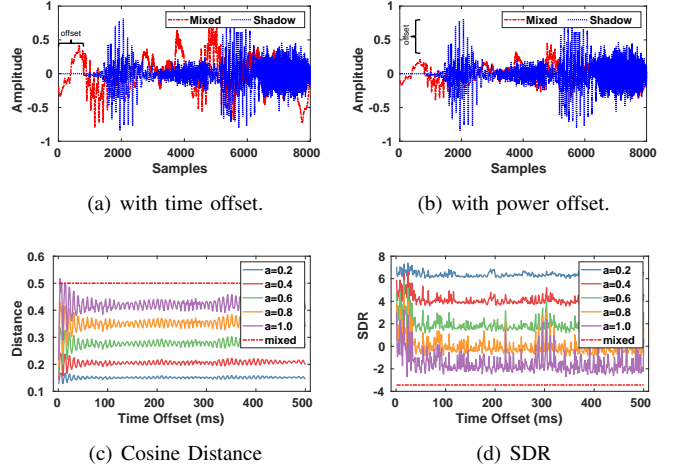 1
0.5
0
-0.5
-1
Amplitude
offset
Mixed Shadow
0 2000 4000 6000 8000
Samples
(a) with time offset.
1
0.5
0
-0.5
-1
Amplitude
offset
Mixed Shadow
0 2000 4000 6000 8000
Samples
(b) with power offset.
0.6
0.5
0.4
0.3
0.2
0.1
Distance
a=0.2
a=0.4
a=0.6
a=0.8
a=1.0
mixed
0 100 200 300 400 500
Time Offset (ms)
(c) Cosine Distance
8
6
4
2
0
-2
-4
SDR
a=0.2
a=0.4
a=0.6
a=0.8
a=1.0
mixed
0 100 200 300 400 500
Time Offset (ms)
(d) SDR